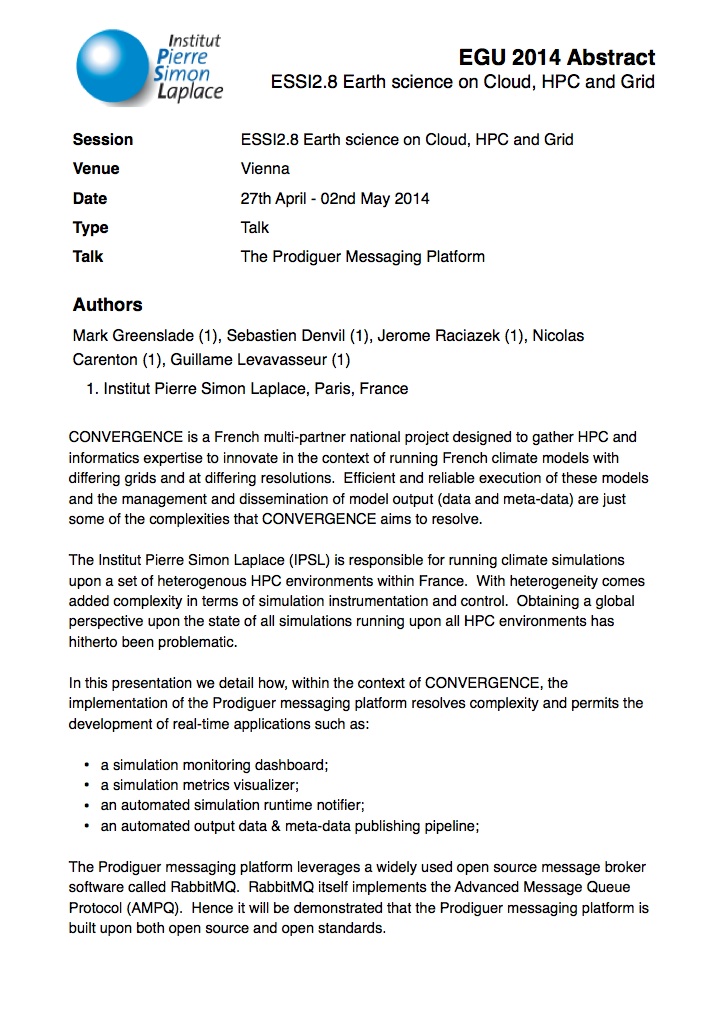 Institut
Pierre
Simon
Laplace
EGU 2014 Abstract
ESSI2.8 Earth science on Cloud, HPC and Grid
Session ESSI2.8 Earth science on Cloud, HPC and Grid
Venue Vienna
Date 27th April - 02nd May 2014
Type Talk
Talk The Prodiguer Messaging Platform
Authors
Mark Greenslade (1), Sebastien Denvil (1), Jerome Raciazek (1), Nicolas
Carenton (1), Guillame Levavasseur (1)
1. Institut Pierre Simon Laplace, Paris, France
CONVERGENCE is a French multi-partner national project designed to gather HPC and
informatics expertise to innovate in the context of running French climate models with
differing grids and at differing resolutions. Efficient and reliable execution of these models
and the management and dissemination of model output (data and meta-data) are just
some of the complexities that CONVERGENCE aims to resolve.
The Institut Pierre Simon Laplace (IPSL) is responsible for running climate simulations
upon a set of heterogenous HPC environments within France. With heterogeneity comes
added complexity in terms of simulation instrumentation and control. Obtaining a global
perspective upon the state of all simulations running upon all HPC environments has
hitherto been problematic.
In this presentation we detail how, within the context of CONVERGENCE, the
implementation of the Prodiguer messaging platform resolves complexity and permits the
development of real-time applications such as:
• a simulation monitoring dashboard;
• a simulation metrics visualizer;
• an automated simulation runtime notifier;
• an automated output data & meta-data publishing pipeline;
The Prodiguer messaging platform leverages a widely used open source message broker
software called RabbitMQ. RabbitMQ itself implements the Advanced Message Queue
Protocol (AMPQ). Hence it will be demonstrated that the Prodiguer messaging platform is
built upon both open source and open standards.